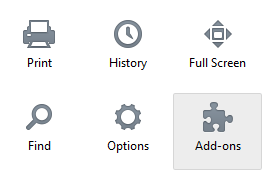 Print History Full Screen
Find Options Add-ons